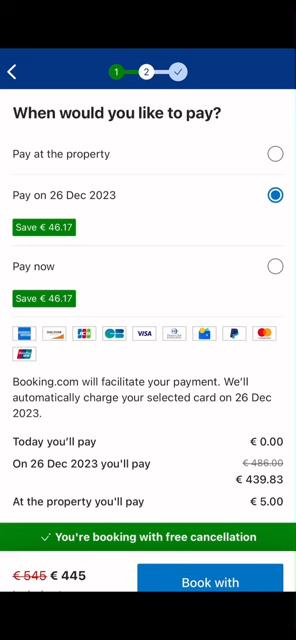 1 2
When would you like to pay?
Pay at the property
Pay on 26 Dec 2023
Save € 46.17
Pay now
Save € 46.17
VISA
Booking.com will facilitate your payment. We'll
automatically charge your selected card on 26 Dec
2023.
Today you'll pay € 0.00
On 26 Dec 2023 you'll pay € 486.00
€ 439.83
At the property you'll pay € 5.00
You're booking with free cancellation
€ 545 € 445
Book with